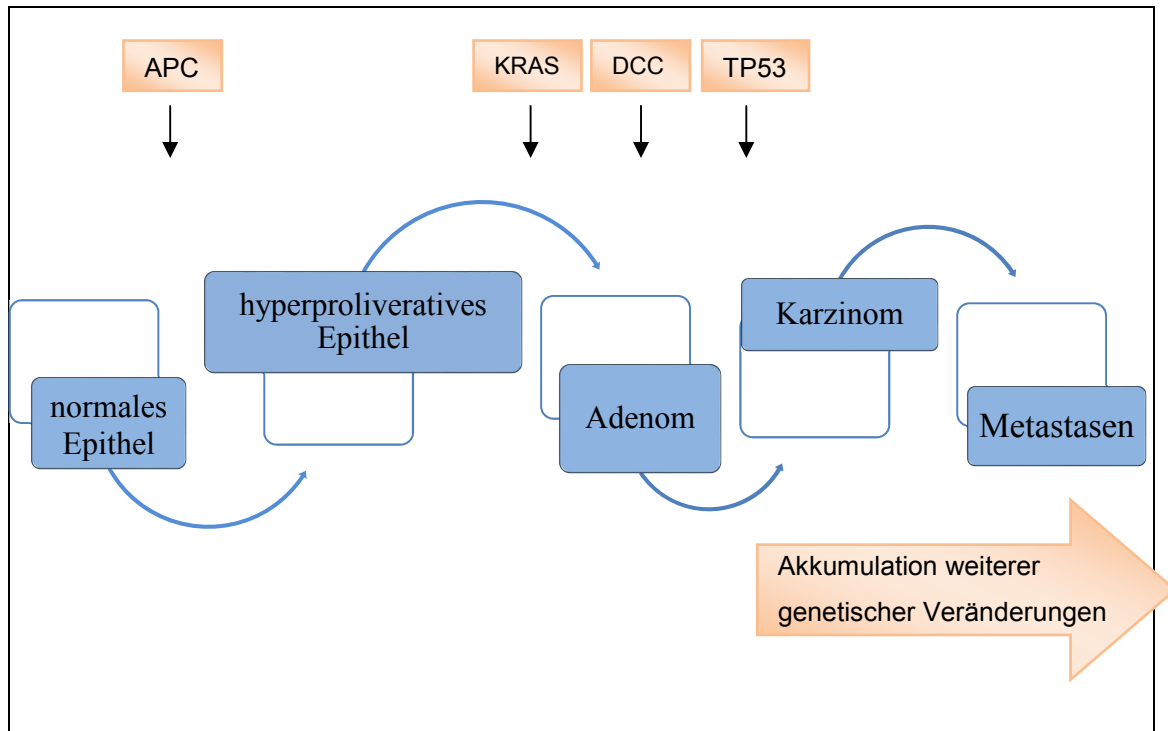 APC
KRAS
DCC
TP53
normales
Epithel
hyperproliveratives
Epithel
Adenom
Karzinom
Metastasen
Akkumulation weiterer
genetischer Veränderungen